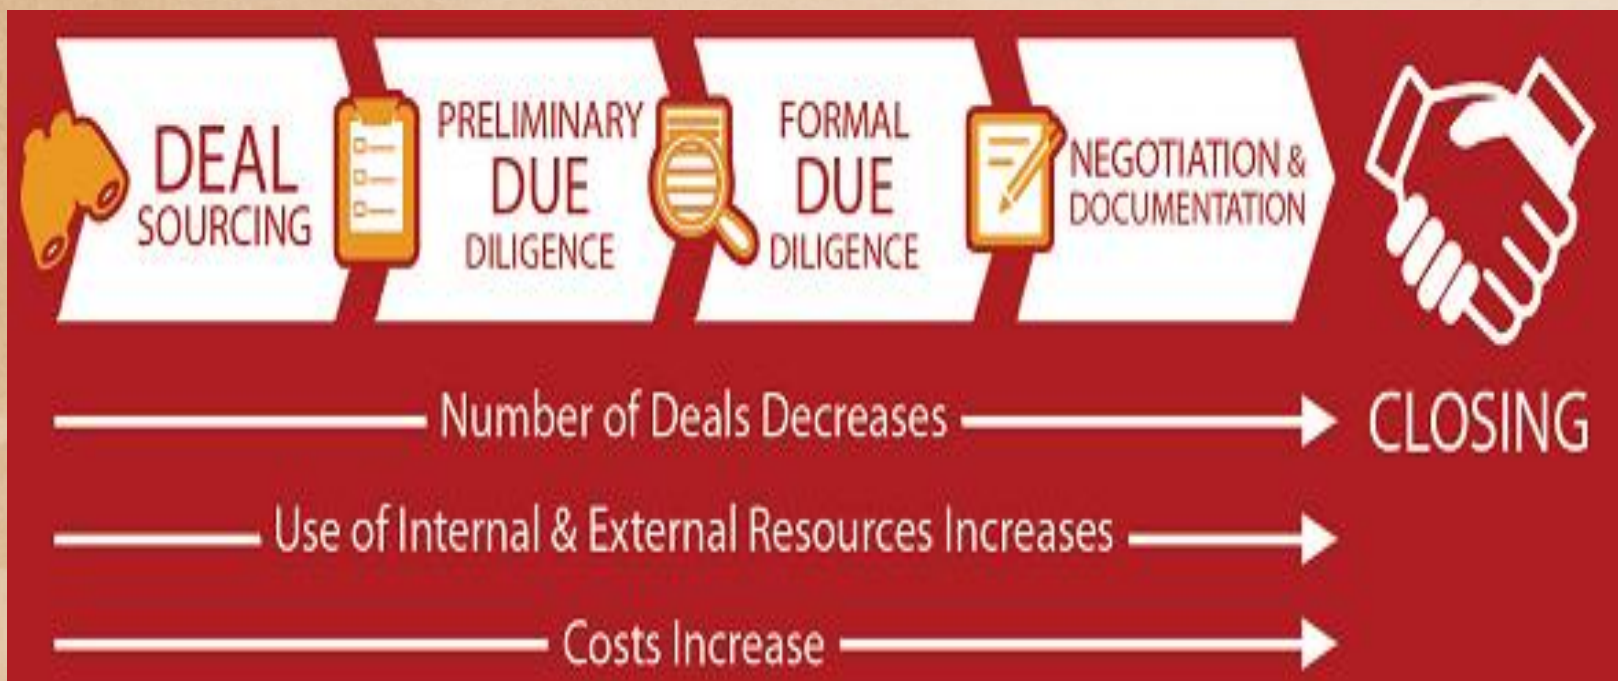 DEAL
SOURCING
PRELIMINARY
DUE
DILIGENCE
FORMAL
DUE
DILIGENCE
NEGOTIATION &
DOCUMENTATION
CLOSING
Number of Deals Decreases
Use of Internal & External Resources Increases
Costs Increase